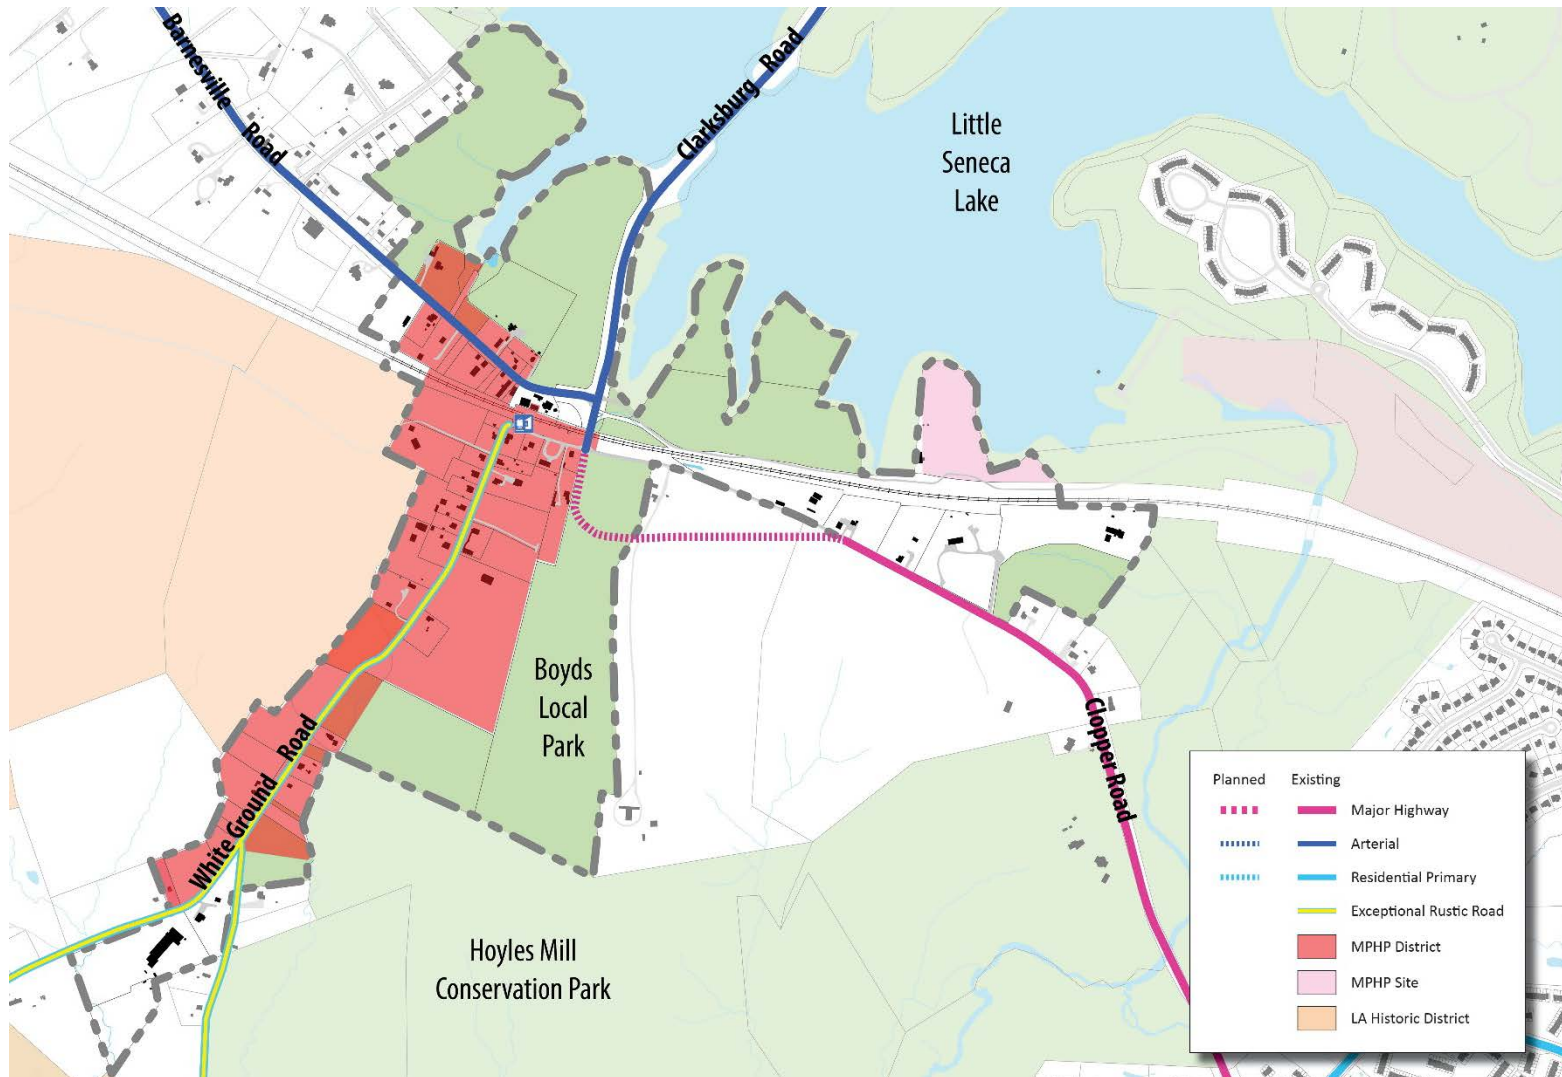 Barnesville Road
Clarksburg Road
Little
Seneca
Lake
Boyds
Local
Park
White Ground Road
Clopper Road
Hoyles Mill
Conservation Park
Planned Existing
Major Highway
Arterial
Residential Primary
Exceptional Rustic Road
MPHP District
MPHP Site
LA Historic District